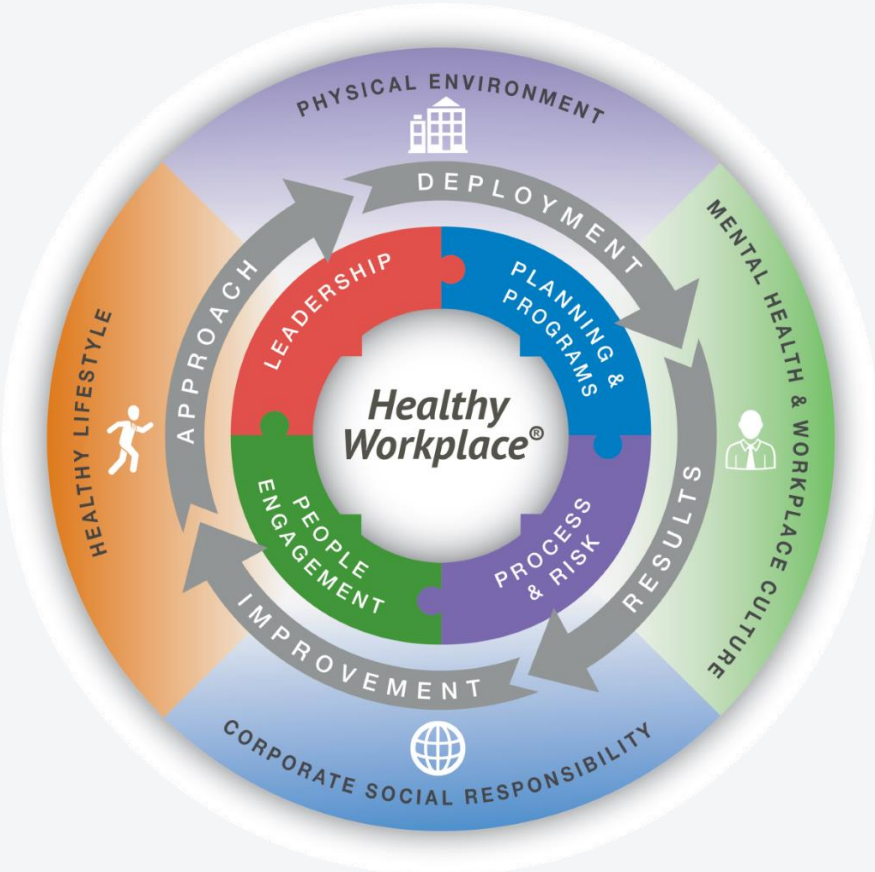 PHYSICAL ENVIRONMENT
MENTAL HEALTH & WORKPLACE CULTURE
CORPORATE SOCIAL RESPONSIBILITY
HEALTHY LIFESTYLE
APPROACH
DEPLOYMENT
RESULTS
IMPROVEMENT
LEADERSHIP
PLANNING &
PROGRAMS
PROCESS
& RISK
PEOPLE
ENGAGEMENT
Healthy
Workplace®